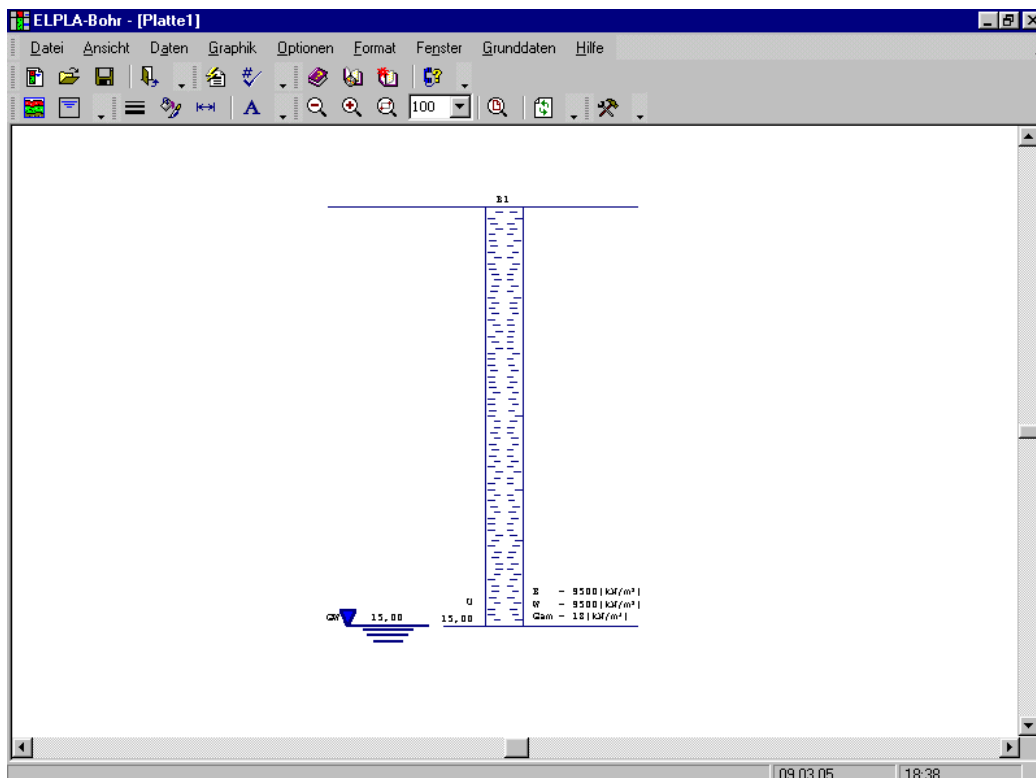 ELPLA-Bohr - [Platte1]
Datei Ansicht Daten Graphik Optionen Format Fenster Grunddaten Hilfe
100
B1
E = 9500[kN/m²]
U W = 9500[kN/m²]
GW 15,00 15,00 Gam = 18[kN/m³]
09.03.05 18:38